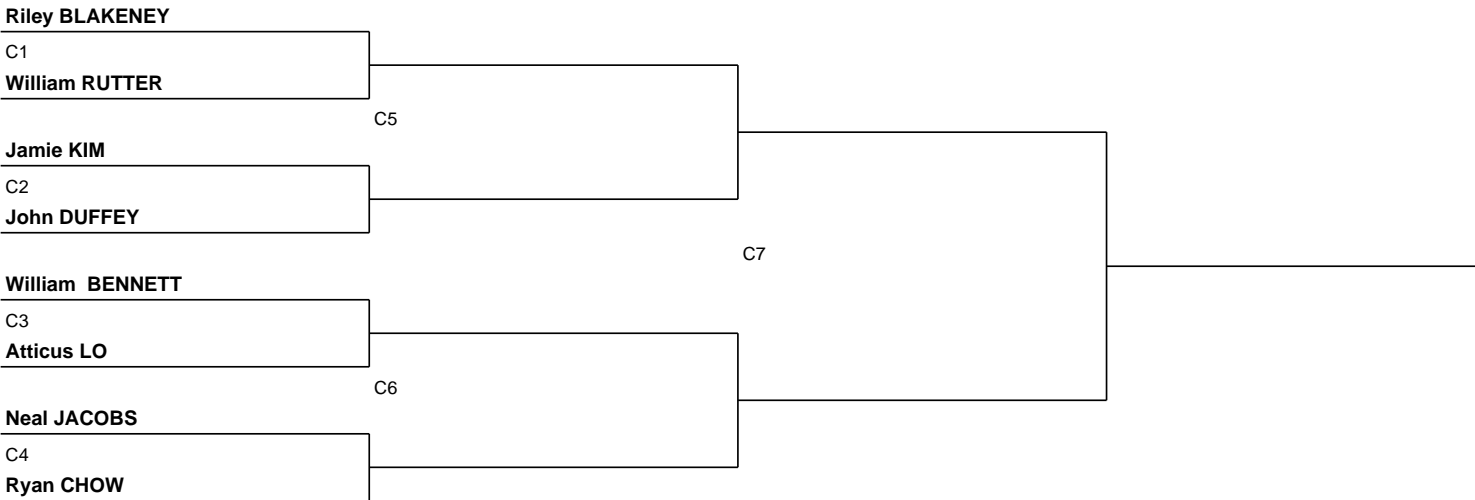 Riley BLAKENEY
C1
William RUTTER
C5
Jamie KIM
C2
John DUFFEY
C7
William  BENNETT
C3
Atticus LO
C6
Neal JACOBS
C4
Ryan CHOW